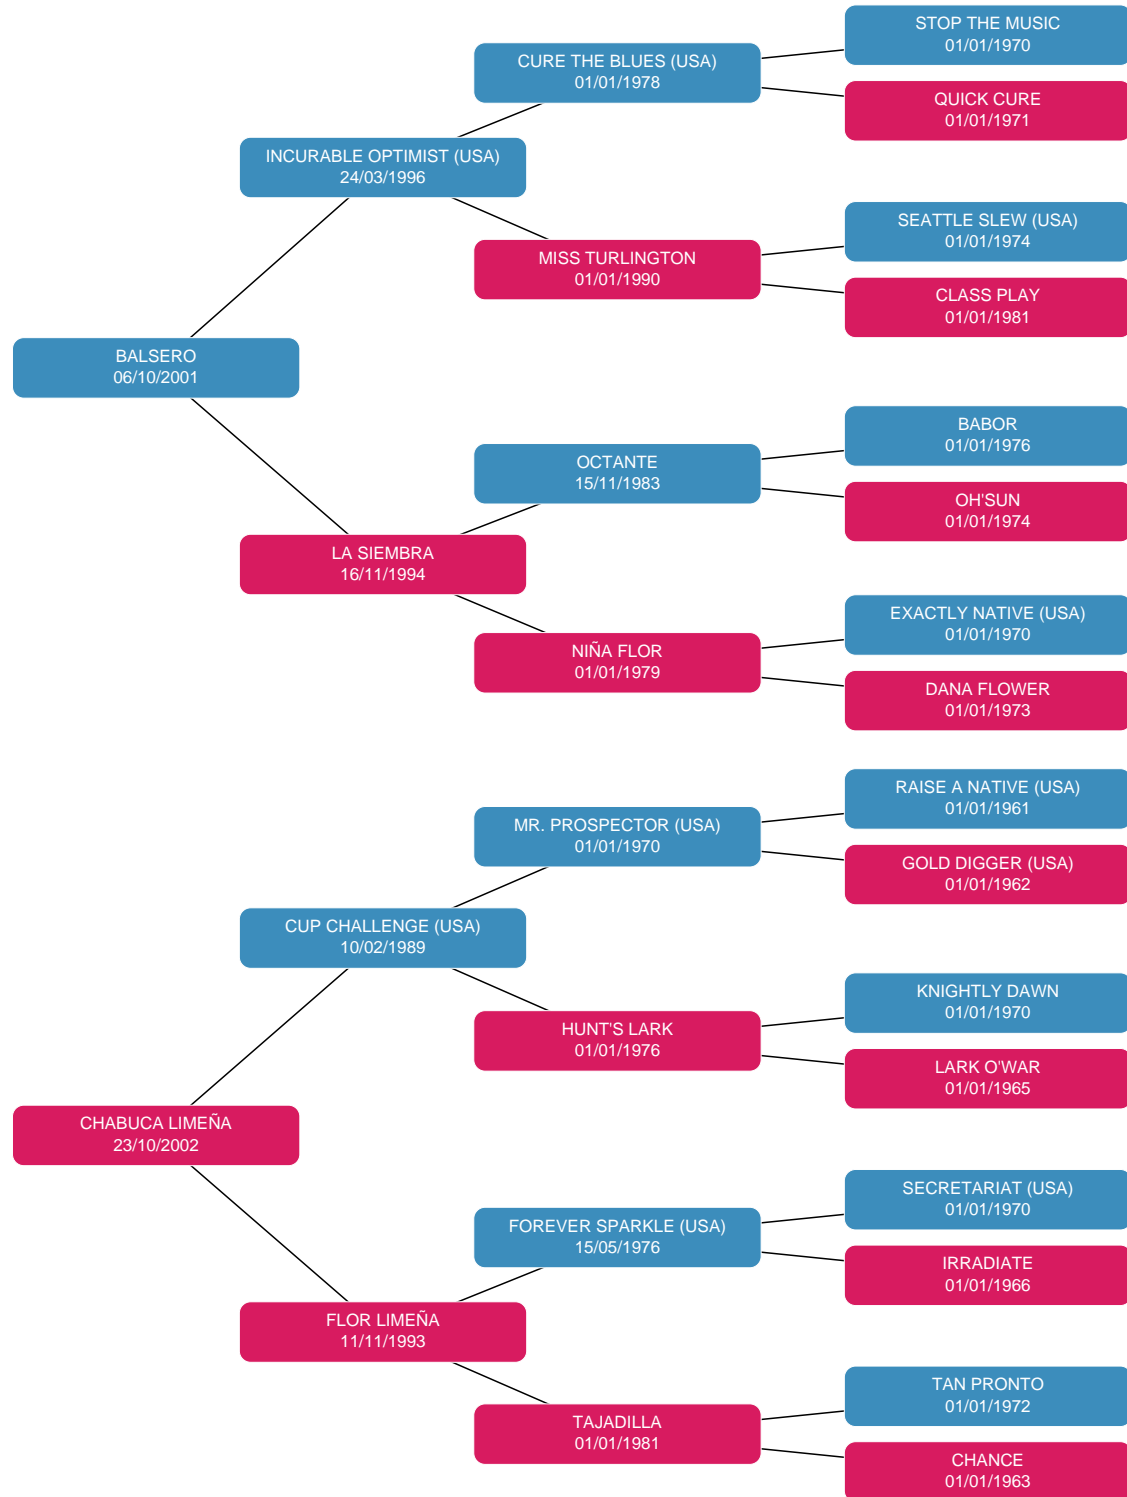 STOP THE MUSIC
01/01/1970
CURE THE BLUES (USA)
01/01/1978
QUICK CURE
01/01/1971
INCURABLE OPTIMIST (USA)
24/03/1996
SEATTLE SLEW (USA)
01/01/1974
MISS TURLINGTON
01/01/1990
CLASS PLAY
01/01/1981
BALSERO
06/10/2001
BABOR
01/01/1976
OCTANTE
15/11/1983
OH'SUN
01/01/1974
LA SIEMBRA
16/11/1994
EXACTLY NATIVE (USA)
01/01/1970
NIÑA FLOR
01/01/1979
DANA FLOWER
01/01/1973
RAISE A NATIVE (USA)
01/01/1961
MR. PROSPECTOR (USA)
01/01/1970
GOLD DIGGER (USA)
01/01/1962
CUP CHALLENGE (USA)
10/02/1989
KNIGHTLY DAWN
01/01/1970
HUNT'S LARK
01/01/1976
LARK O'WAR
01/01/1965
CHABUCA LIMEÑA
23/10/2002
SECRETARIAT (USA)
01/01/1970
FOREVER SPARKLE (USA)
15/05/1976
IRRADIATE
01/01/1966
FLOR LIMEÑA
11/11/1993
TAN PRONTO
01/01/1972
TAJADILLA
01/01/1981
CHANCE
01/01/1963